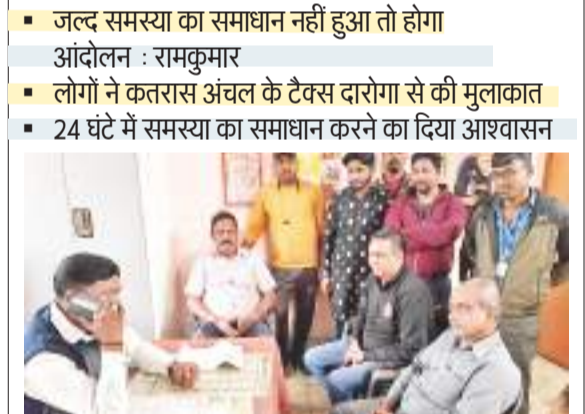 ▪ जल्द समस्या का समाधान नहीं हुआ तो होगा
आंदोलन : रामकुमार
▪ लोगों ने कतरास अंचल के टैक्स दारोगा से की मुलाकात
▪ 24 घंटे में समस्या का समाधान करने का दिया आश्वासन